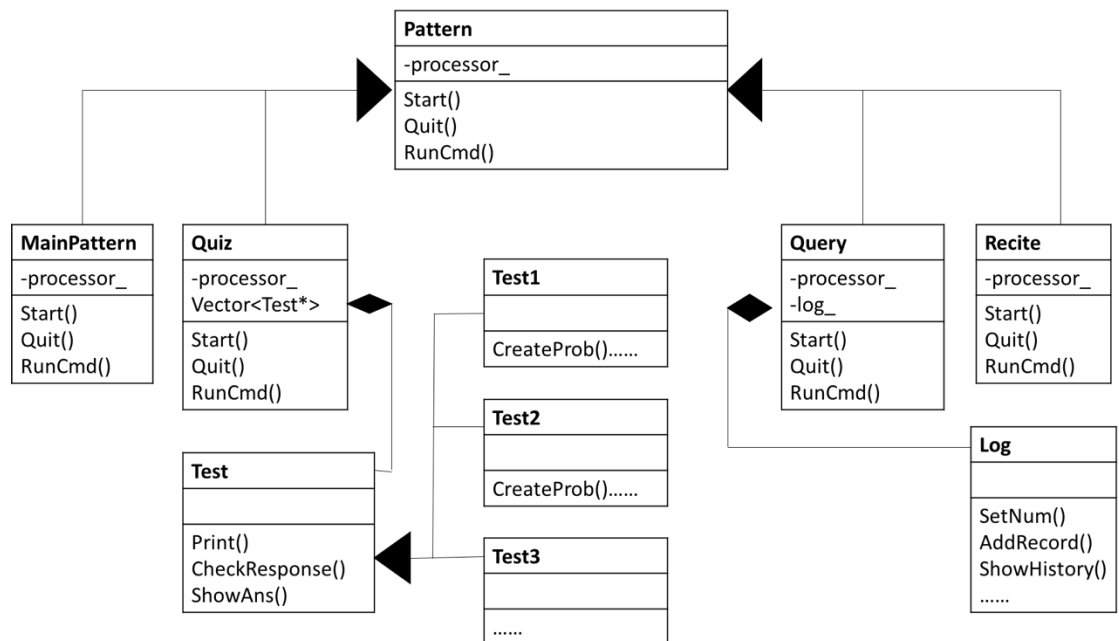 Pattern
-processor_
Start()
Quit()
RunCmd()
MainPattern
-processor_
Start()
Quit()
RunCmd()
Quiz
-processor_
Vector<Test*>
Start()
Quit()
RunCmd()
Test1
CreateProb()......
Test2
CreateProb()......
Test3
......
Test
Print()
CheckResponse()
ShowAns()
Query
-processor_
-log_
Start()
Quit()
RunCmd()
Recite
-processor_
Start()
Quit()
RunCmd()
Log
SetNum()
AddRecord()
ShowHistory()
......